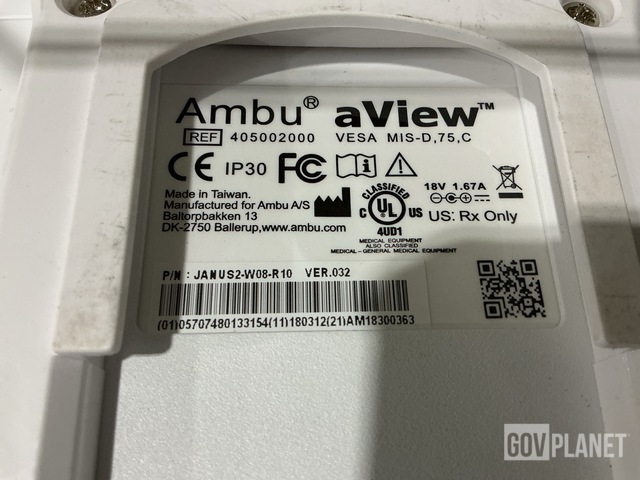 Ambu® aView™
REF 405002000 VESA MIS-D,75,C
CE IP30 FC
Made in Taiwan.
Manufactured for Ambu A/S
Baltorpbakken 13
DK-2750 Ballerup,www.ambu.com
CLASSIFIED
C UL US
4UD1
MEDICAL EQUIPMENT
ALSO CLASSIFIED
MEDICAL - GENERAL MEDICAL EQUIPMENT
18V 1.67A
US: Rx Only
P/N : JANUS2-W08-R10 VER.032
(01)05707480133154(11)180312(21)AM18300363
GOVPLANET